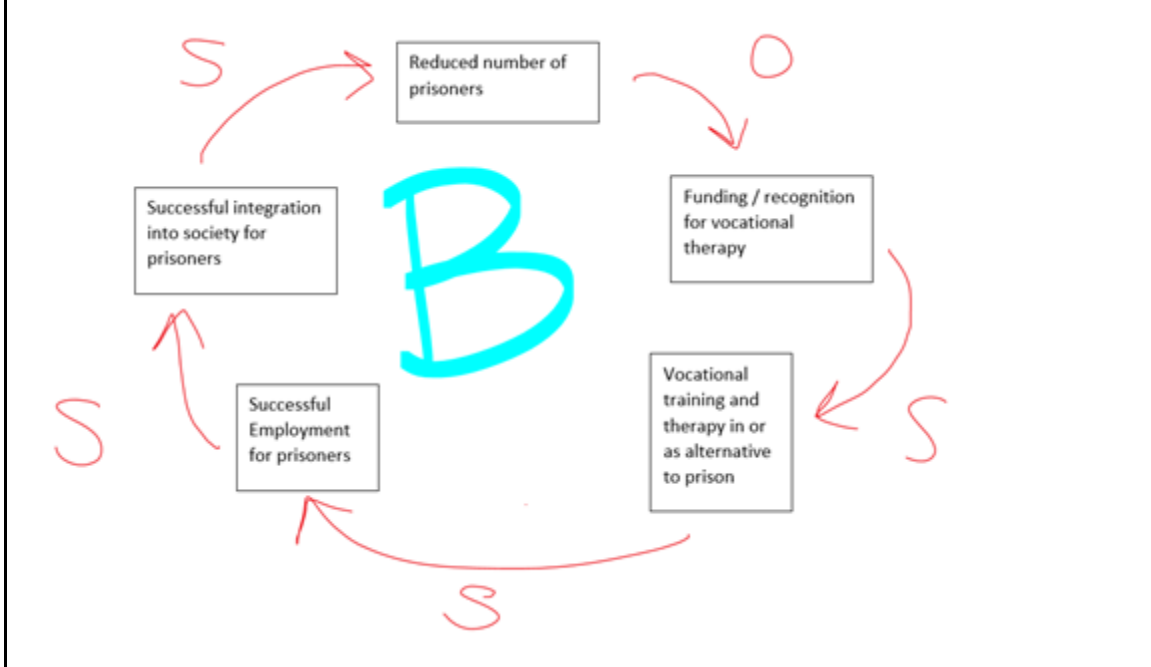 S
Reduced number of
prisoners
O
Funding / recognition
for vocational
therapy
S
Vocational
training and
therapy in or
as alternative
to prison
S
Successful
Employment
for prisoners
S
Successful integration
into society for
prisoners
B